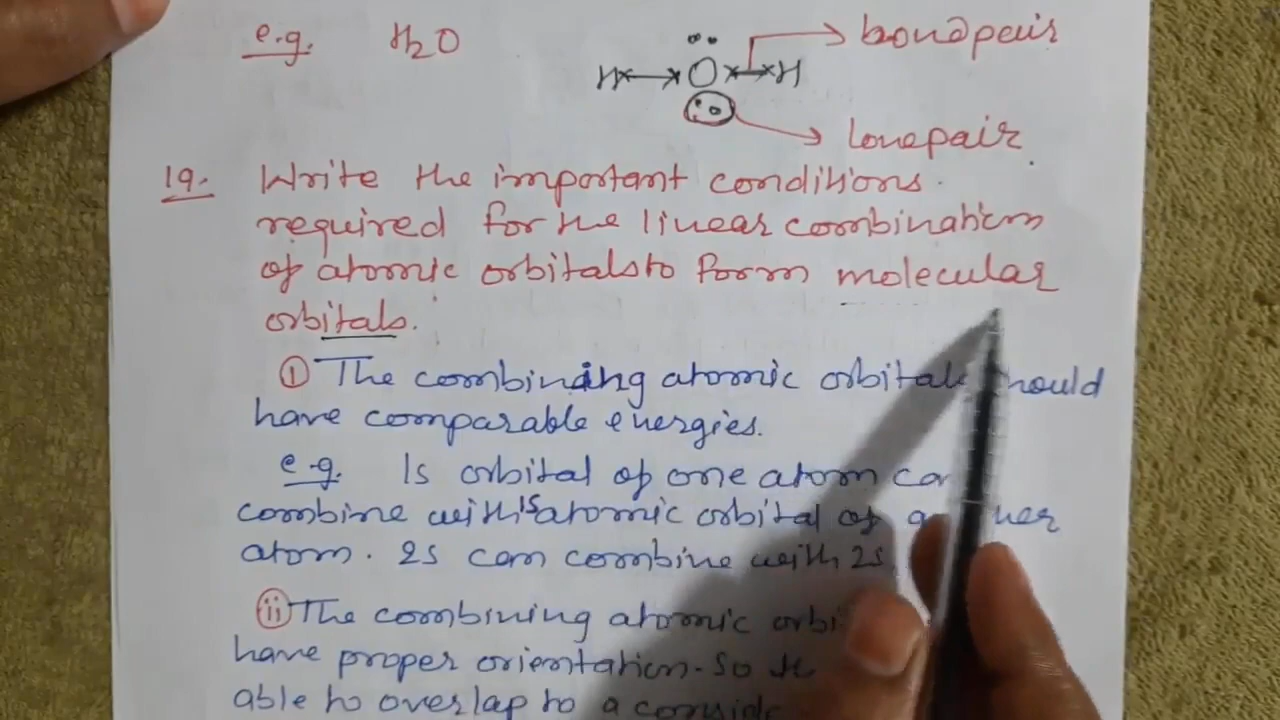 e.g. H2O
bondpair
H O H
lonepair
19. Write the important conditions.
required for the linear combination
of atomic orbitals to form molecular
orbitals.
i The combining atomic orbitals should
have comparable energies.
e.g. 1s orbital of one atom
combine with 1s atomic orbital of
atom. 2s can combine with 2s
ii The combining atomic
have proper orientation. So
able to overlap to a